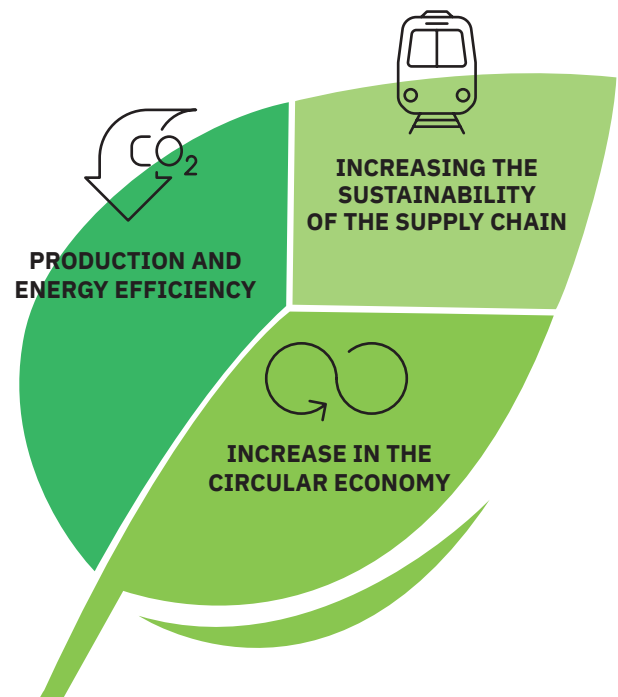 CO2
PRODUCTION AND
ENERGY EFFICIENCY
INCREASING THE
SUSTAINABILITY
OF THE SUPPLY CHAIN
INCREASE IN THE
CIRCULAR ECONOMY